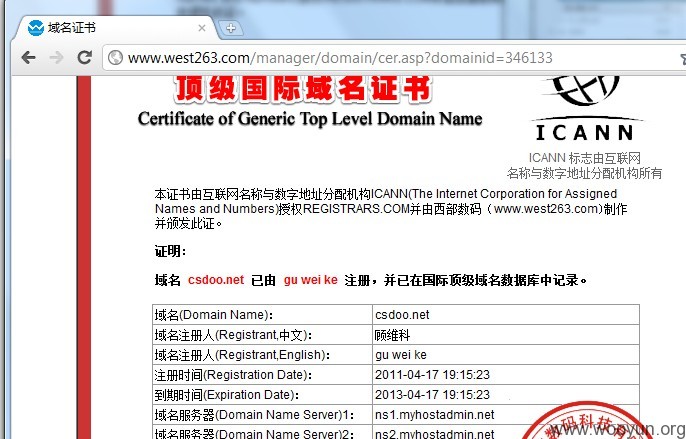 域名证书
www.west263.com/manager/domain/cer.asp?domainid=346133
顶级国际域名证书
Certificate of Generic Top Level Domain Name
ICANN
ICANN 标志由互联网
名称与数字地址分配机构所有
本证书由互联网名称与数字地址分配机构ICANN(The Internet Corporation for Assigned
Names and Numbers)授权REGISTRARS.COM并由西部数码（www.west263.com)制作
并颁发此证。
证明：
域名 csdoo.net 已由 gu wei ke 注册，并已在国际顶级域名数据库中记录。
域名(Domain Name)： csdoo.net
域名注册人(Registrant,中文)： 顾维科
域名注册人(Registrant,English)： gu wei ke
注册时间(Registration Date)： 2011-04-17 19:15:23
到期时间(Expiration Date)： 2013-04-17 19:15:23
域名服务器(Domain Name Server)1： ns1.myhostadmin.net
域名服务器(Domain Name Server)2： ns2.myhostadmin.net
数码科技
www.wooyun.org